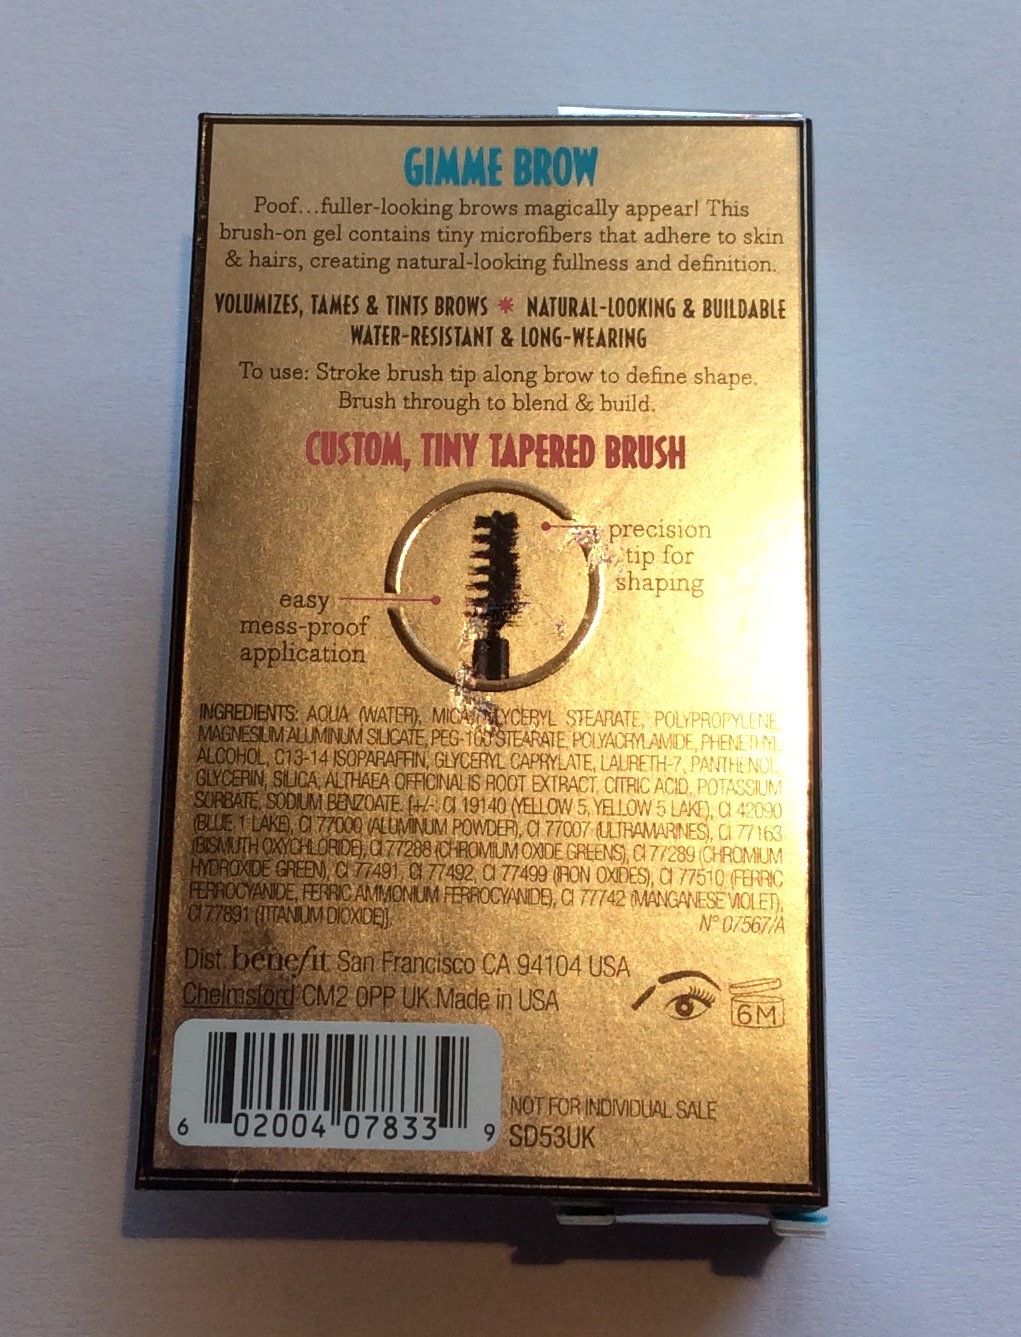 GIMME BROW
Poof...fuller-looking brows magically appear! This
brush-on gel contains tiny microfibers that adhere to skin
& hairs, creating natural-looking fullness and definition.
VOLUMIZES, TAMES & TINTS BROWS * NATURAL-LOOKING & BUILDABLE
WATER-RESISTANT & LONG-WEARING
To use: Stroke brush tip along brow to define shape.
Brush through to blend & build.
CUSTOM, TINY TAPERED BRUSH
precision
tip for
shaping
easy
mess-proof
application
INGREDIENTS: AQUA (WATER), MICA, GLYCERYL STEARATE, POLYPROPYLENE,
MAGNESIUM ALUMINUM SILICATE, PEG-100 STEARATE, POLYACRYLAMIDE, PHENETHYL
ALCOHOL, C13-14 ISOPARAFFIN, GLYCERYL CAPRYLATE, LAURETH-7, PANTHENOL,
GLYCERIN, SILICA, ALTHAEA OFFICINALIS ROOT EXTRACT, CITRIC ACID, POTASSIUM
SORBATE, SODIUM BENZOATE, [+/-: CI 19140 (YELLOW 5, YELLOW 5 LAKE), CI 42090
(BLUE 1 LAKE), CI 77000 (ALUMINUM POWDER), CI 77007 (ULTRAMARINES), CI 77163
(BISMUTH OXYCHLORIDE), CI 77288 (CHROMIUM OXIDE GREENS), CI 77289 (CHROMIUM
HYDROXIDE GREEN), CI 77491, CI 77492, CI 77499 (IRON OXIDES), CI 77510 (FERRIC
FERROCYANIDE, FERRIC AMMONIUM FERROCYANIDE), CI 77742 (MANGANESE VIOLET),
CI 77891 (TITANIUM DIOXIDE)].
N° 07567/A
Dist. benefit San Francisco CA 94104 USA
Chelmsford CM2 0PP UK Made in USA
6M
6 02004 07833 9
NOT FOR INDIVIDUAL SALE
SD53UK